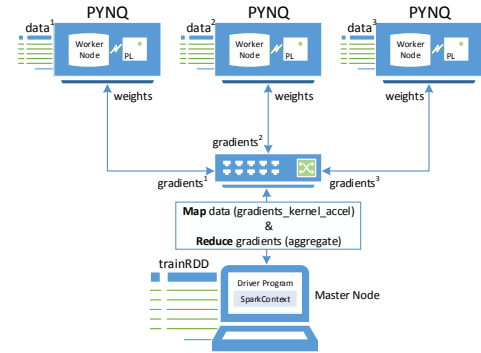 PYNQ PYNQ PYNQ
data¹ data² data³
Worker Node PL
Worker Node PL
Worker Node PL
weights weights weights
gradients²
gradients¹ gradients³
Map data (gradients_kernel_accel)
&
Reduce gradients (aggregate)
trainRDD
Driver Program
SparkContext
Master Node